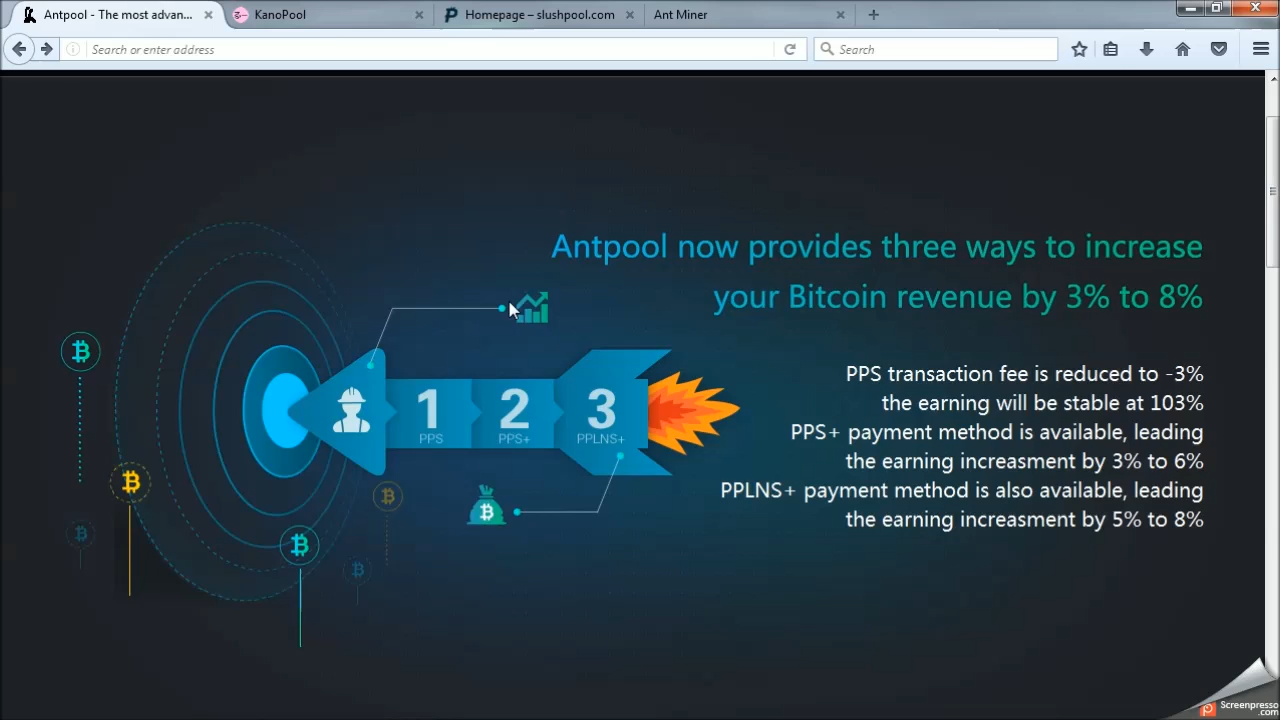 Antpool - The most advan...
KanoPool
Homepage – slushpool.com
Ant Miner
Search or enter address
Search
Antpool now provides three ways to increase
your Bitcoin revenue by 3% to 8%
PPS transaction fee is reduced to -3%
the earning will be stable at 103%
PPS+ payment method is available, leading
the earning increasment by 3% to 6%
PPLNS+ payment method is also available, leading
the earning increasment by 5% to 8%
1 2 3
PPS PPS+ PPLNS+
Screenpresso
.com